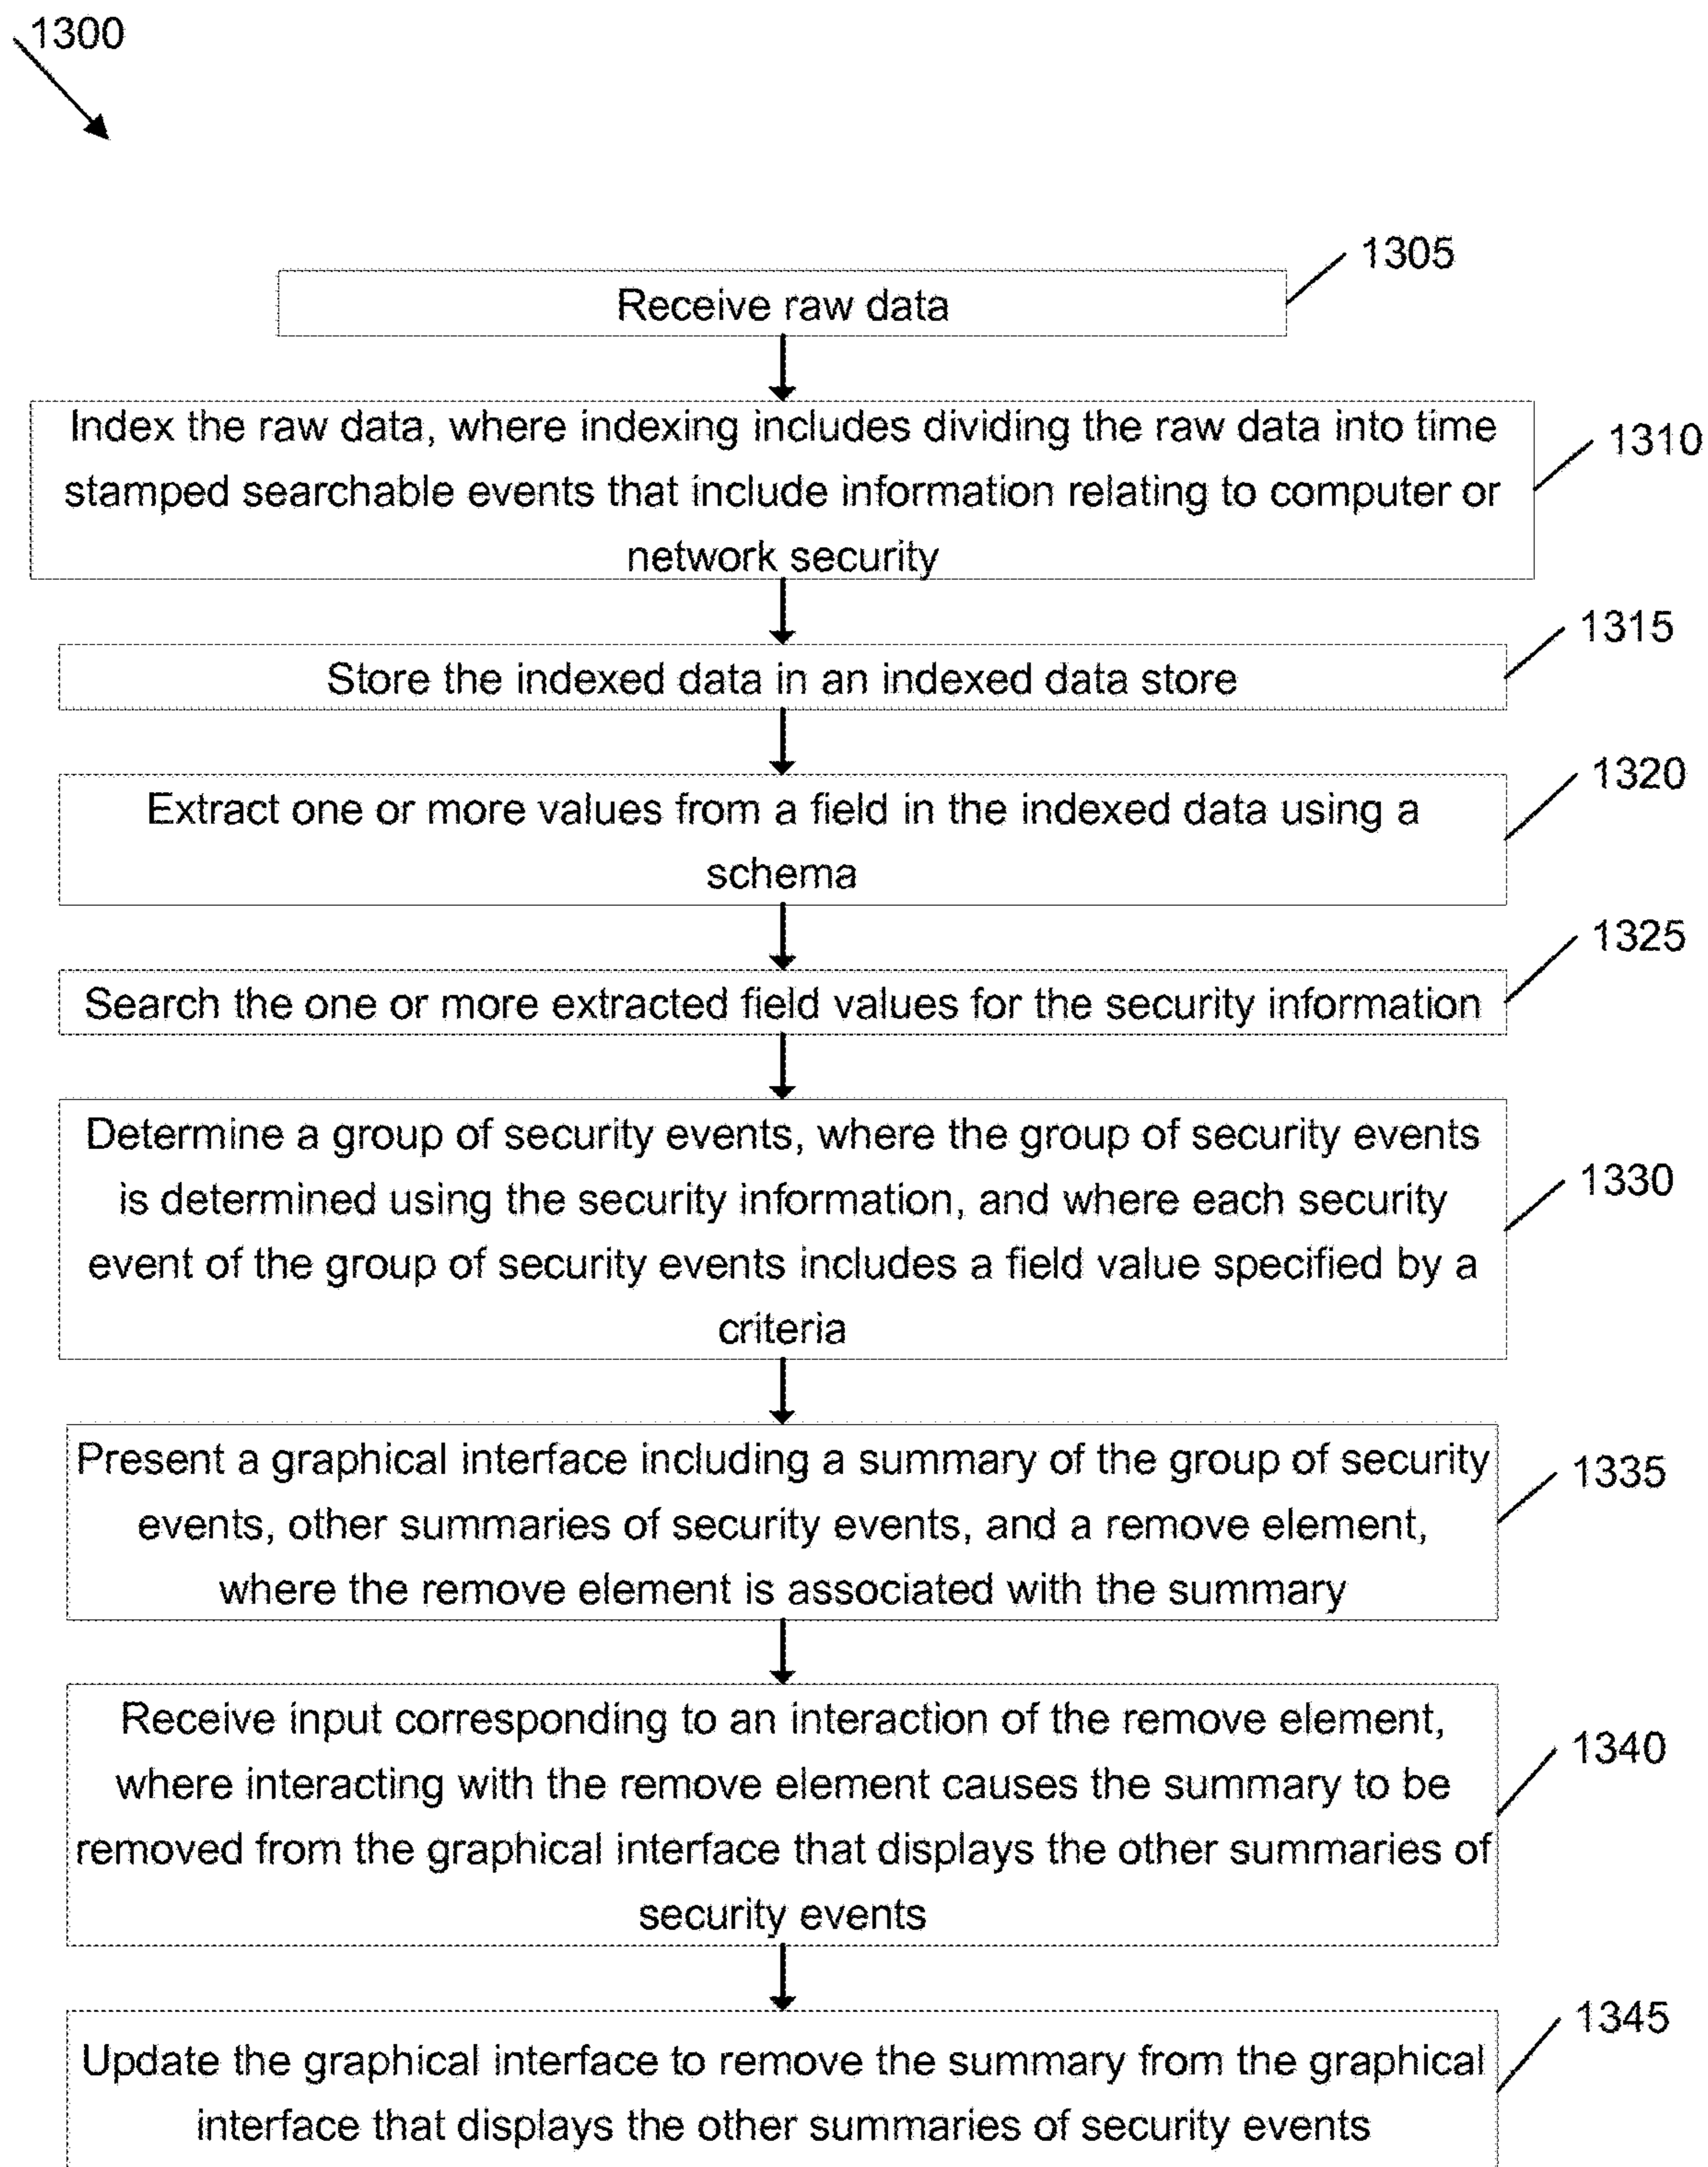 1300
1305
Receive raw data
Index the raw data, where indexing includes dividing the raw data into time
1310
stamped searchable events that include information relating to computer or
network security
1315
Store the indexed data in an indexed data store
1320
Extract one or more values from a field in the indexed data using a
schema
1325
Search the one or more extracted field values for the security information
Determine a group of security events, where the group of security events
1330
is determined using the security information, and where each security
event of the group of security events includes a field value specified by a
criteria
Present a graphical interface including a summary of the group of security
1335
events, other summaries of security events, and a remove element,
where the remove element is associated with the summary
Receive input corresponding to an interaction of the remove element,
1340
where interacting with the remove element causes the summary to be
removed from the graphical interface that displays the other summaries of
security events
1345
Update the graphical interface to remove the summary from the graphical
interface that displays the other summaries of security events